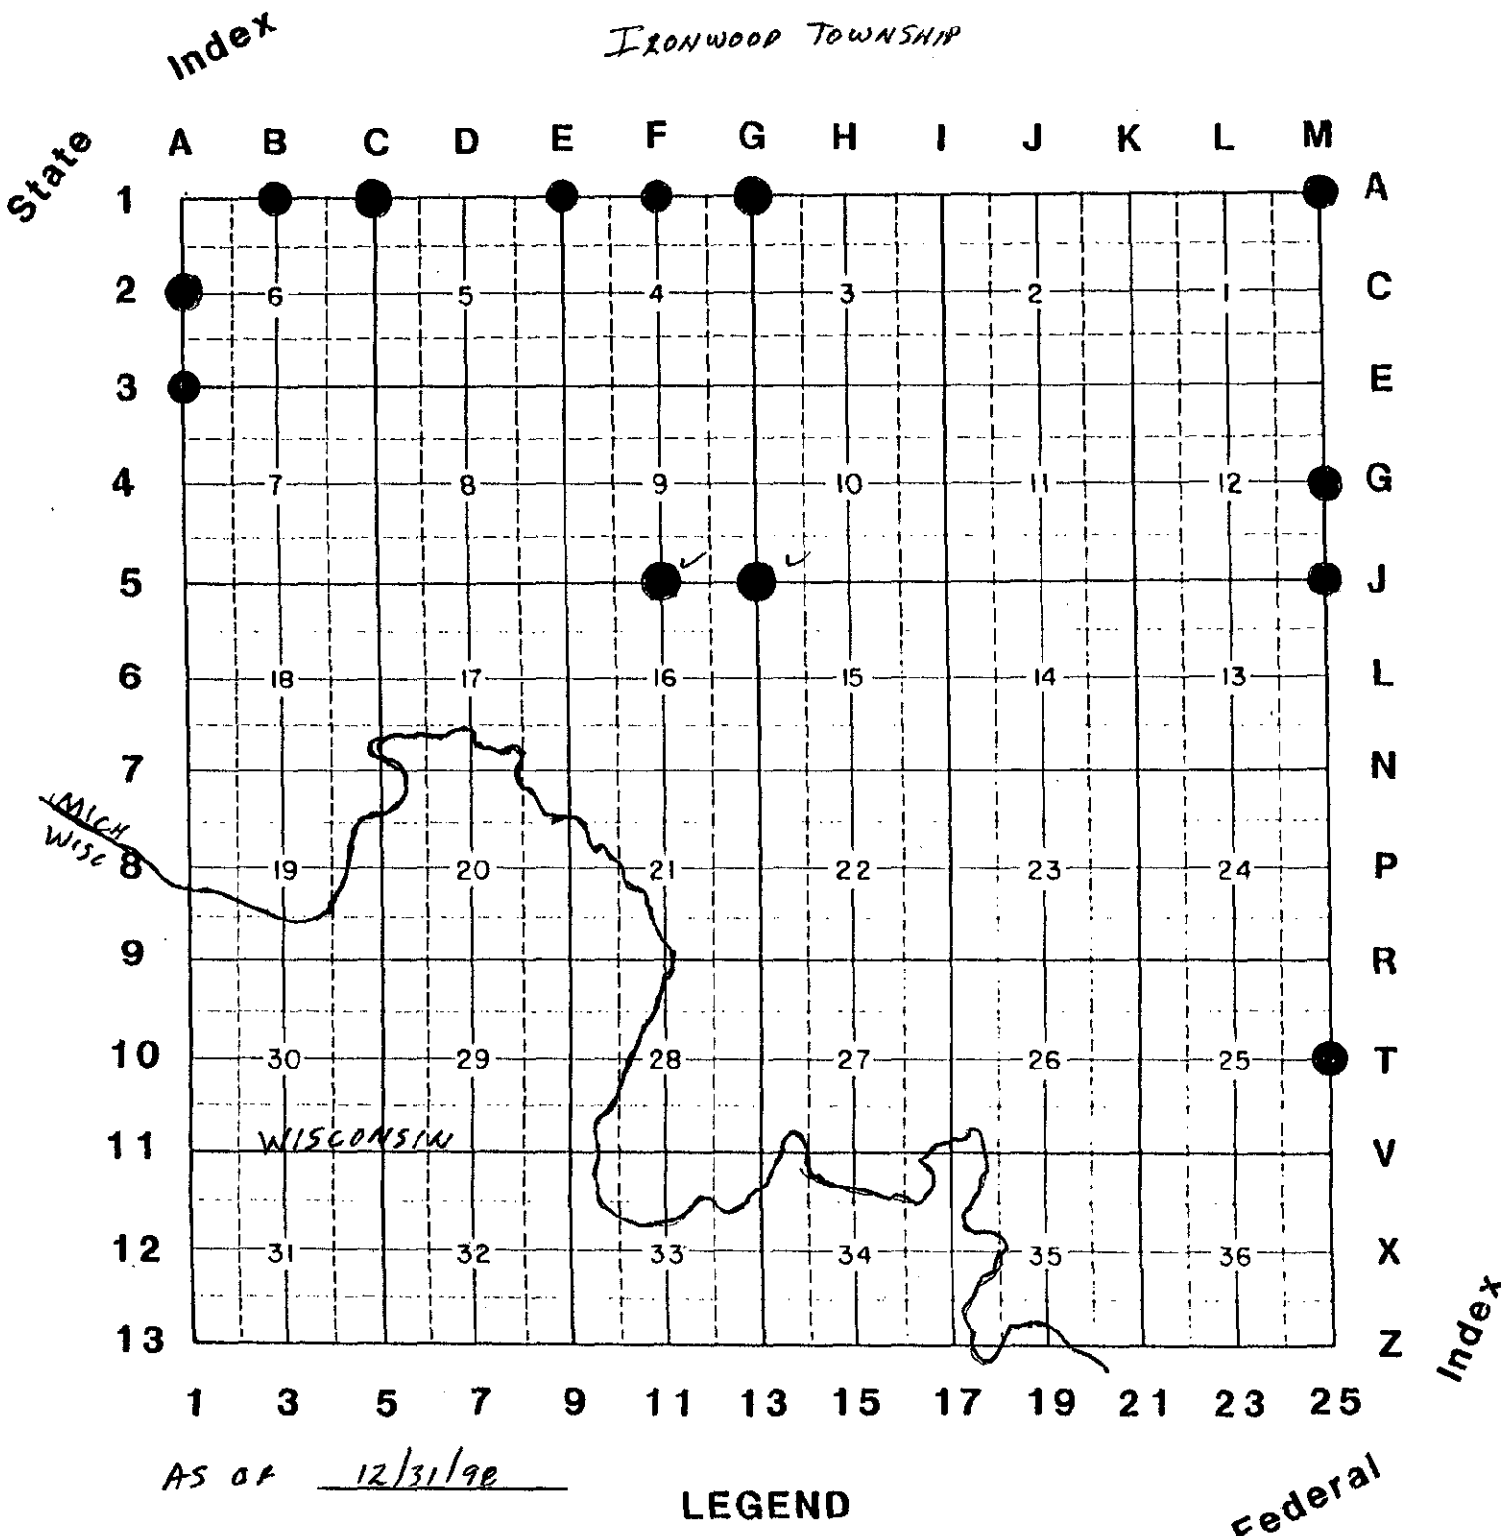 Index
IRONWOOD TOWNSHIP
State
A B C D E F G H I J K L M
1 A
2 6 5 4 3 2 1 C
3 E
4 7 8 9 10 11 12 G
5 J
6 18 17 16 15 14 13 L
7 N
MICH
WISC
8 19 20 21 22 23 24 P
9 R
10 30 29 28 27 26 25 T
WISCONSIN
11 V
12 31 32 33 34 35 36 X
13 Z
Index
1 3 5 7 9 11 13 15 17 19 21 23 25
AS OF 12/31/98
LEGEND
Federal